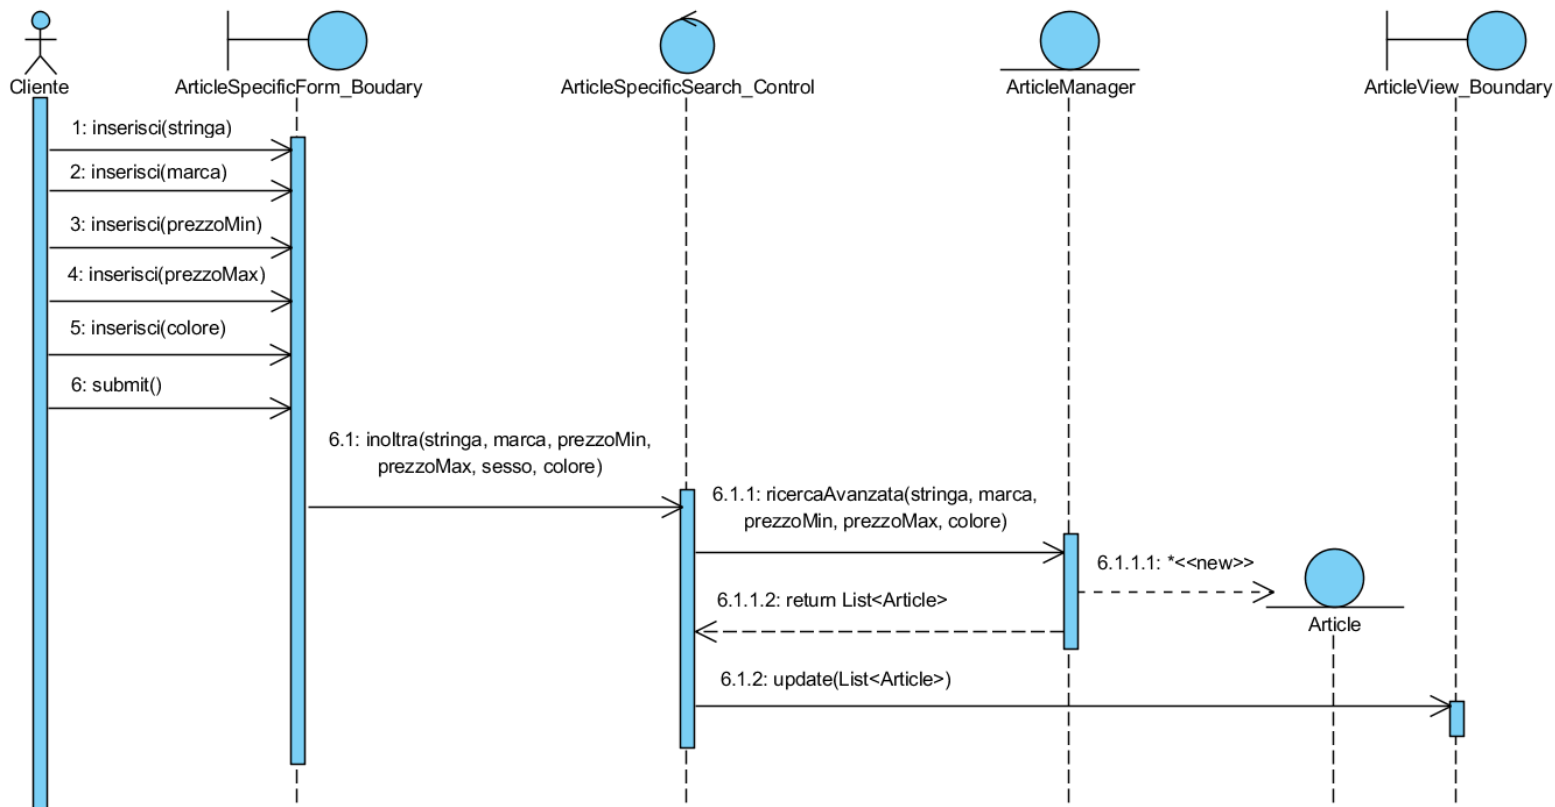 Cliente
ArticleSpecificForm_Boudary
ArticleSpecificSearch_Control
ArticleManager
ArticleView_Boundary
1: inserisci(stringa)
2: inserisci(marca)
3: inserisci(prezzoMin)
4: inserisci(prezzoMax)
5: inserisci(colore)
6: submit()
6.1: inoltra(stringa, marca, prezzoMin,
prezzoMax, sesso, colore)
6.1.1: ricercaAvanzata(stringa, marca,
prezzoMin, prezzoMax, colore)
6.1.1.1: *<<new>>
6.1.1.2: return List<Article>
Article
6.1.2: update(List<Article>)